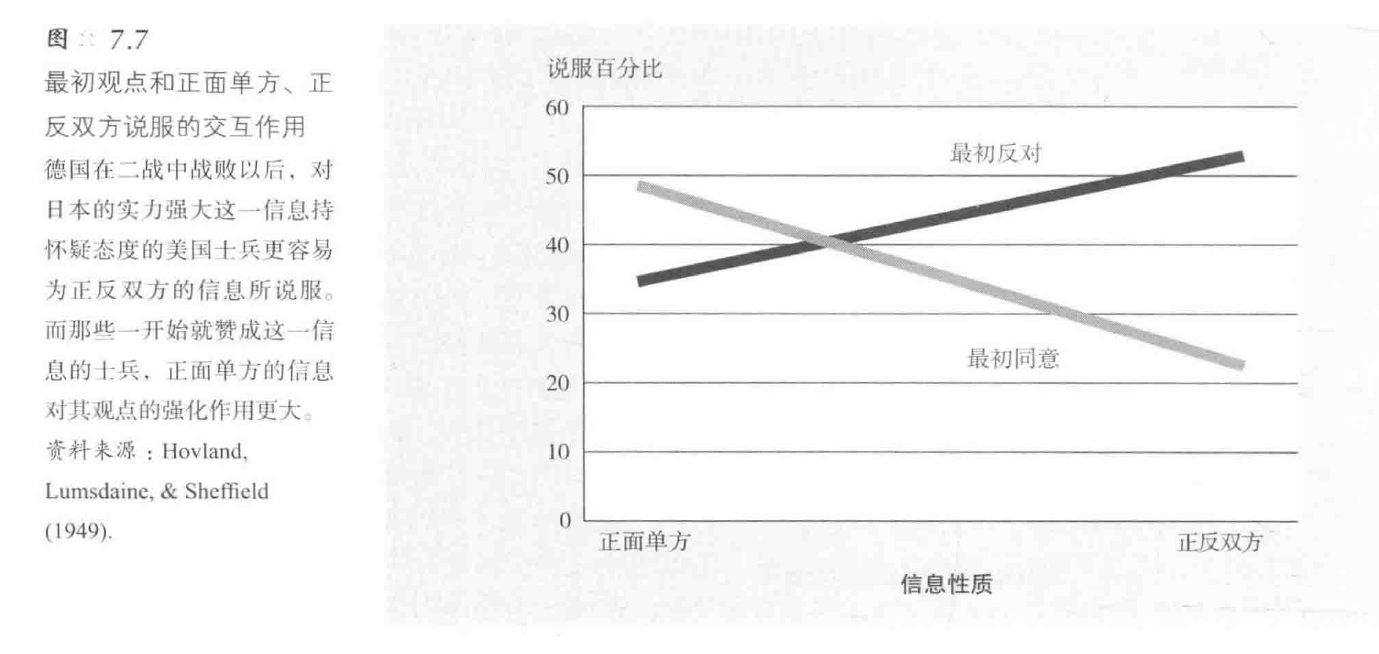 图 7.7
最初观点和正面单方、正
反双方说服的交互作用
德国在二战中战败以后，对
日本的实力强大这一信息持
怀疑态度的美国士兵更容易
为正反双方的信息所说服。
而那些一开始就赞成这一信
息的士兵，正面单方的信息
对其观点的强化作用更大。
资料来源：Hovland,
Lumsdaine, & Sheffield
(1949).
说服百分比
60
50
40
30
20
10
0
最初反对
最初同意
正面单方
正反双方
信息性质